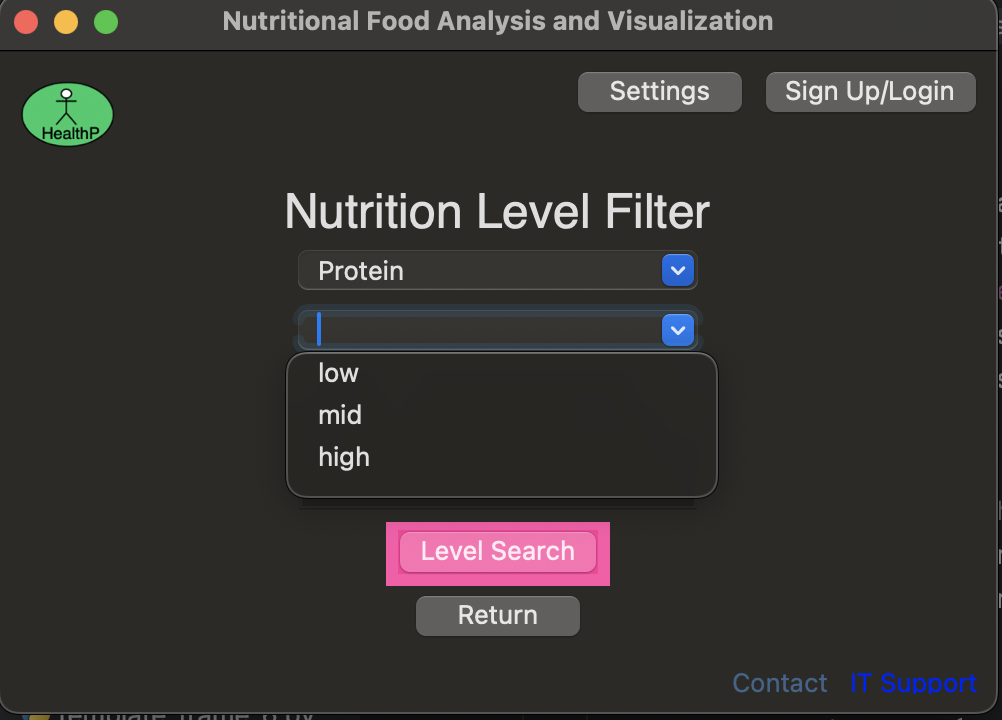 Nutritional Food Analysis and Visualization
Settings
Sign Up/Login
HealthP
Nutrition Level Filter
Protein
low
mid
high
Level Search
Return
Contact
IT Support